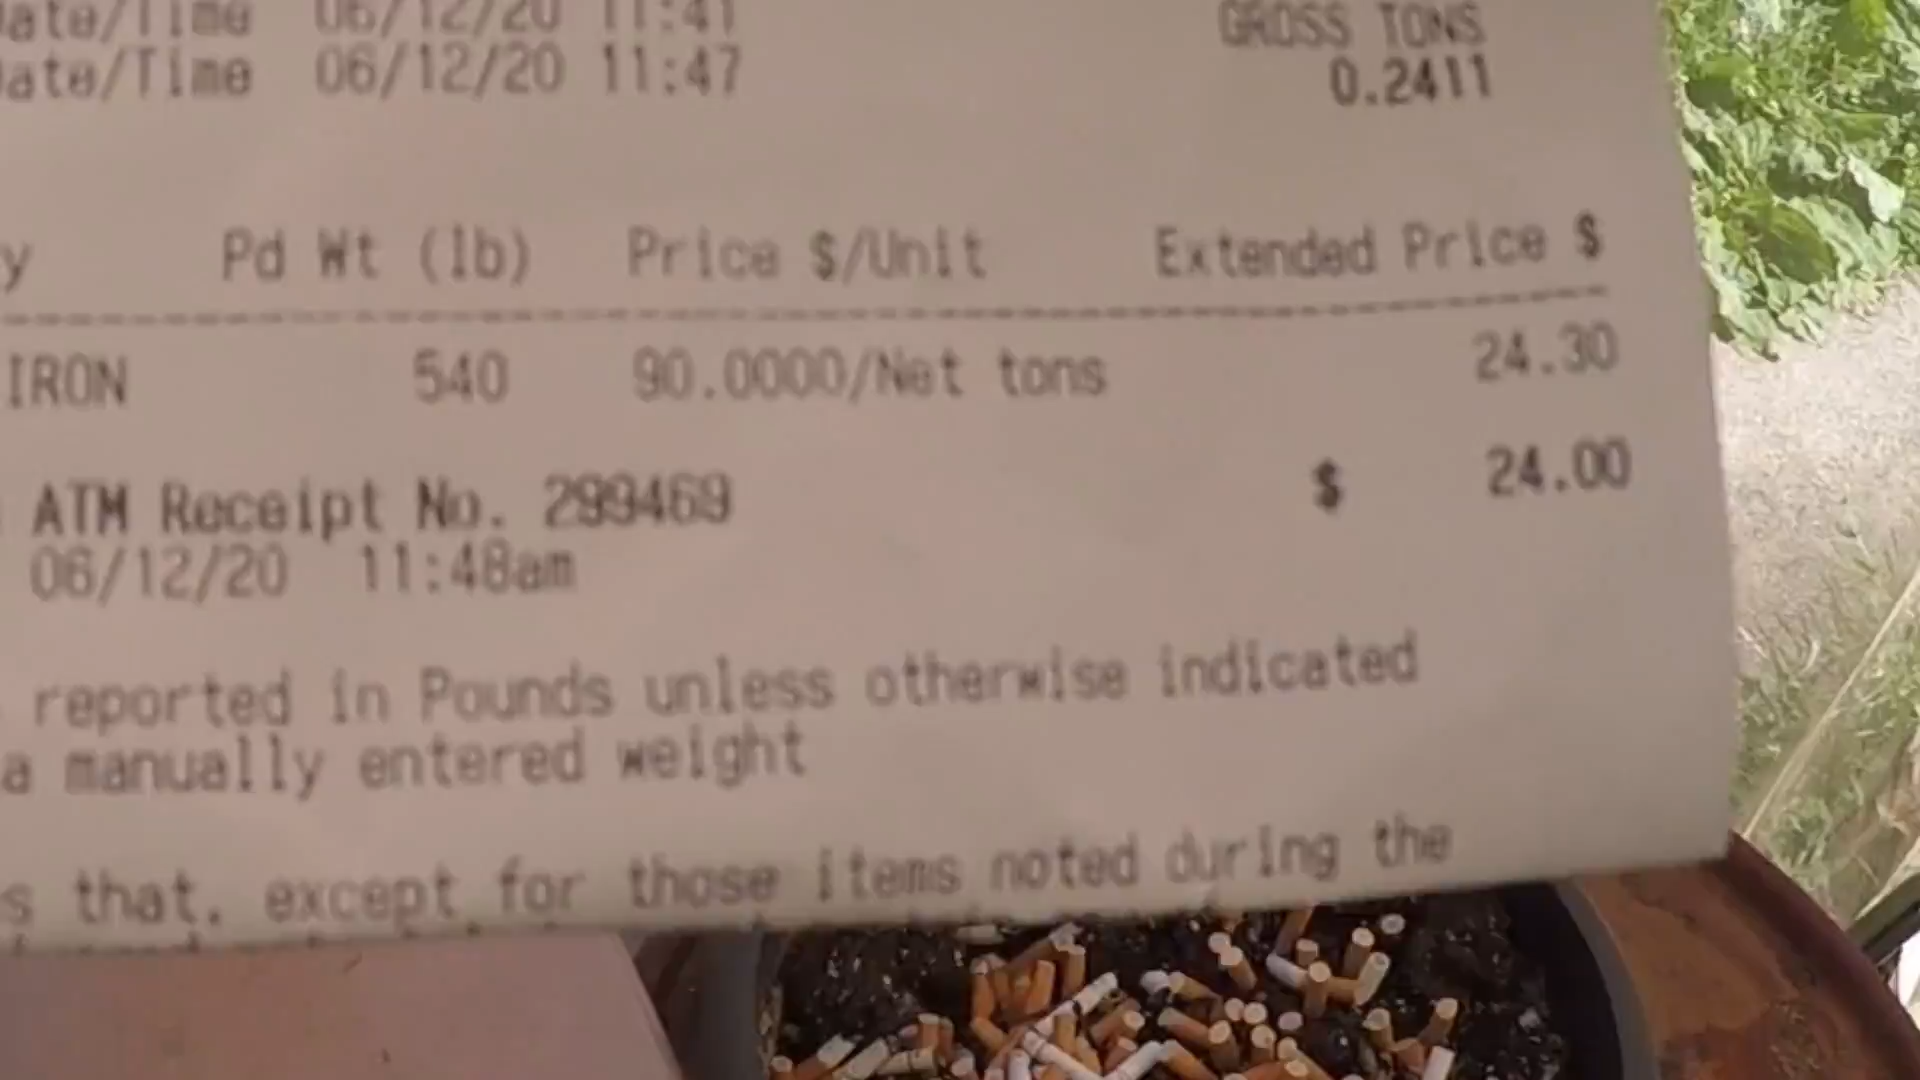 Date/Time 06/12/20 11:41 GROSS TONS
Date/Time 06/12/20 11:47 0.2411
y Pd Wt (lb) Price $/Unit Extended Price $
IRON 540 90.0000/Net tons 24.30
ATM Receipt No. 299469 $ 24.00
06/12/20 11:48am
reported in Pounds unless otherwise indicated
a manually entered weight
s that, except for those items noted during the